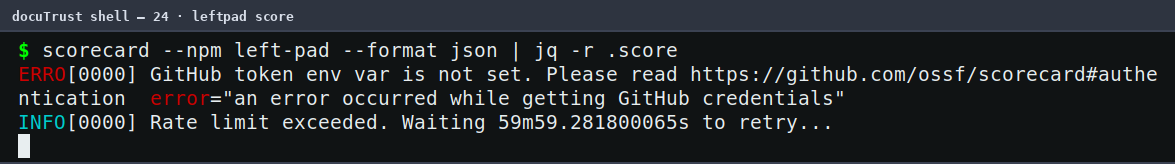 docuTrust shell — 24 · leftpad score
$ scorecard --npm left-pad --format json | jq -r .score
ERRO[0000] GitHub token env var is not set. Please read https://github.com/ossf/scorecard#authe
ntication  error="an error occurred while getting GitHub credentials"
INFO[0000] Rate limit exceeded. Waiting 59m59.281800065s to retry...